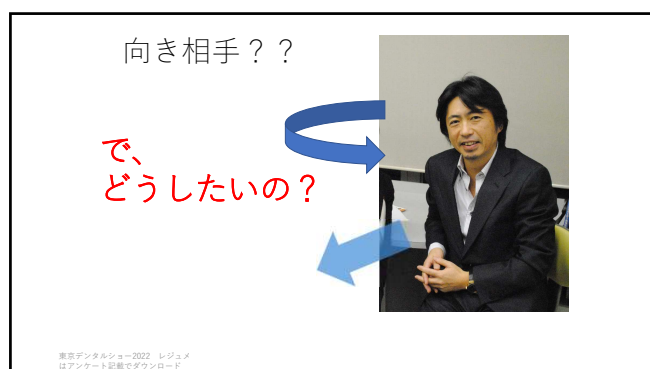 向き相手？？
で、
どうしたいの？
東京デンタルショー2022　レジュメ
はアンケート記載でダウンロード